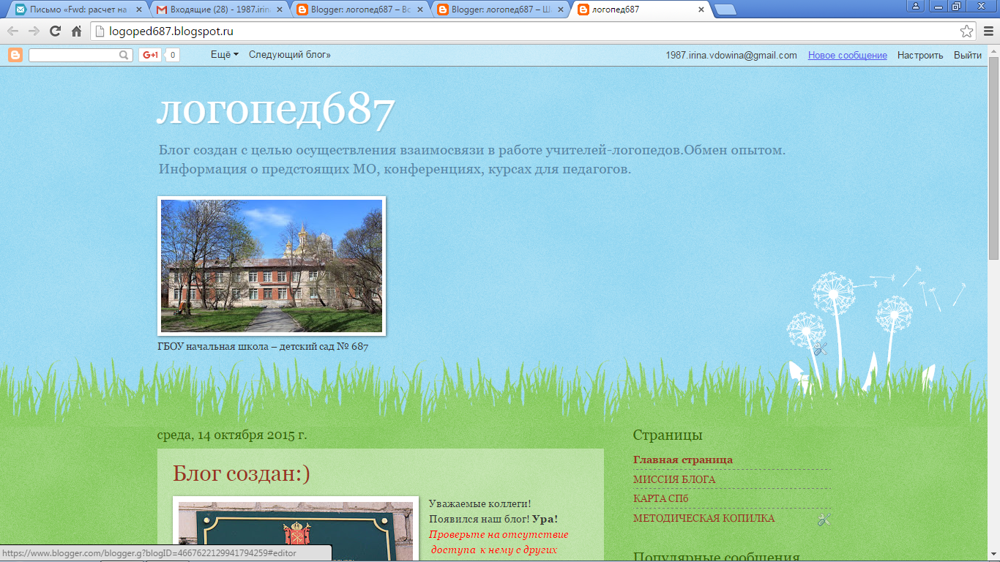 Письмо «Fwd: расчет на
Входящие (28) - 1987.irin
Blogger: логопед687 – Вс
Blogger: логопед687 – Ша
логопед687
logoped687.blogspot.ru
G+1 0 Ещё Следующий блог» 1987.irina.vdowina@gmail.com Новое сообщение Настроить Выйти
логопед687
Блог создан с целью осуществления взаимосвязи в работе учителей-логопедов.Обмен опытом.
Информация о предстоящих МО, конференциях, курсах для педагогов.
ГБОУ начальная школа – детский сад № 687
среда, 14 октября 2015 г.
Блог создан:)
Уважаемые коллеги!
Появился наш блог! Ура!
Проверьте на отсутствие
доступа к нему с других
Страницы
Главная страница
МИССИЯ БЛОГА
КАРТА СПб
МЕТОДИЧЕСКАЯ КОПИЛКА
Популярные сообщения
https://www.blogger.com/blogger.g?blogID=4667622129941794259#editor